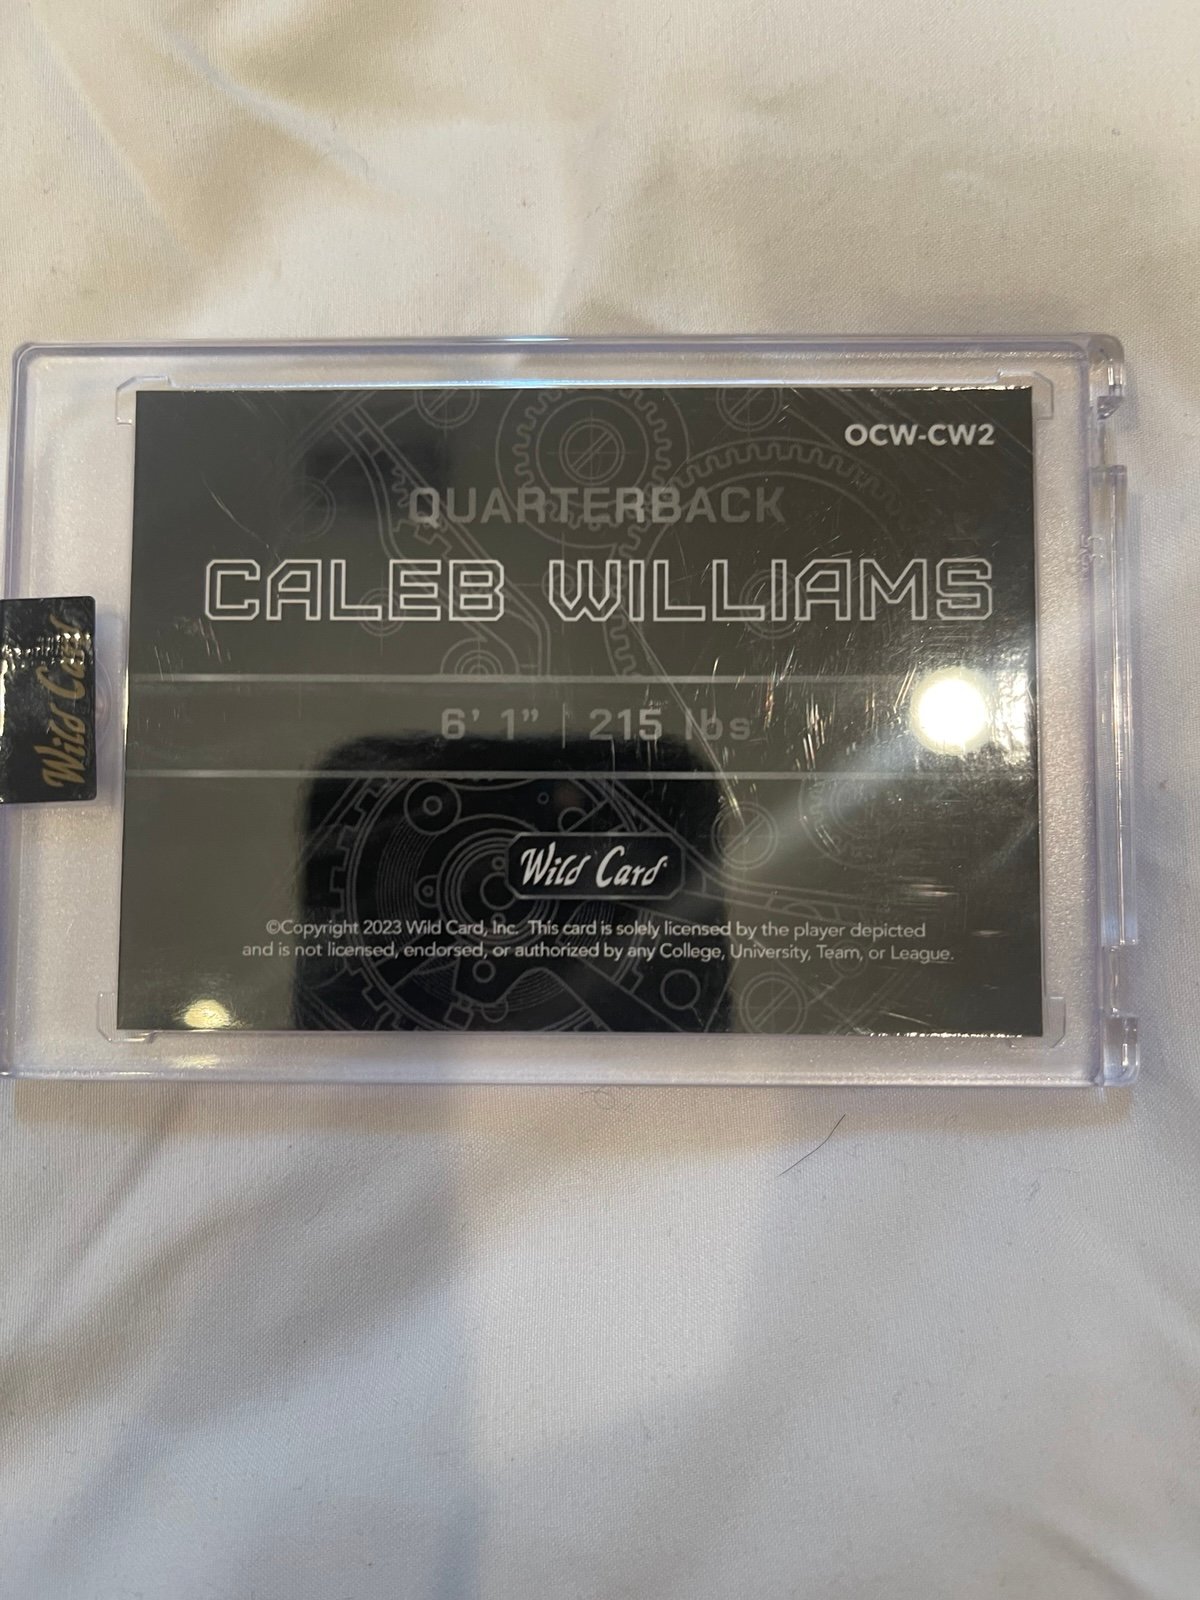 OCW-CW2
QUARTERBACK
CALEB WILLIAMS
6' 1" | 215 lbs
Wild Card
Wild Card
©Copyright 2023 Wild Card, Inc. This card is solely licensed by the player depicted
and is not licensed, endorsed, or authorized by any College, University, Team, or League.